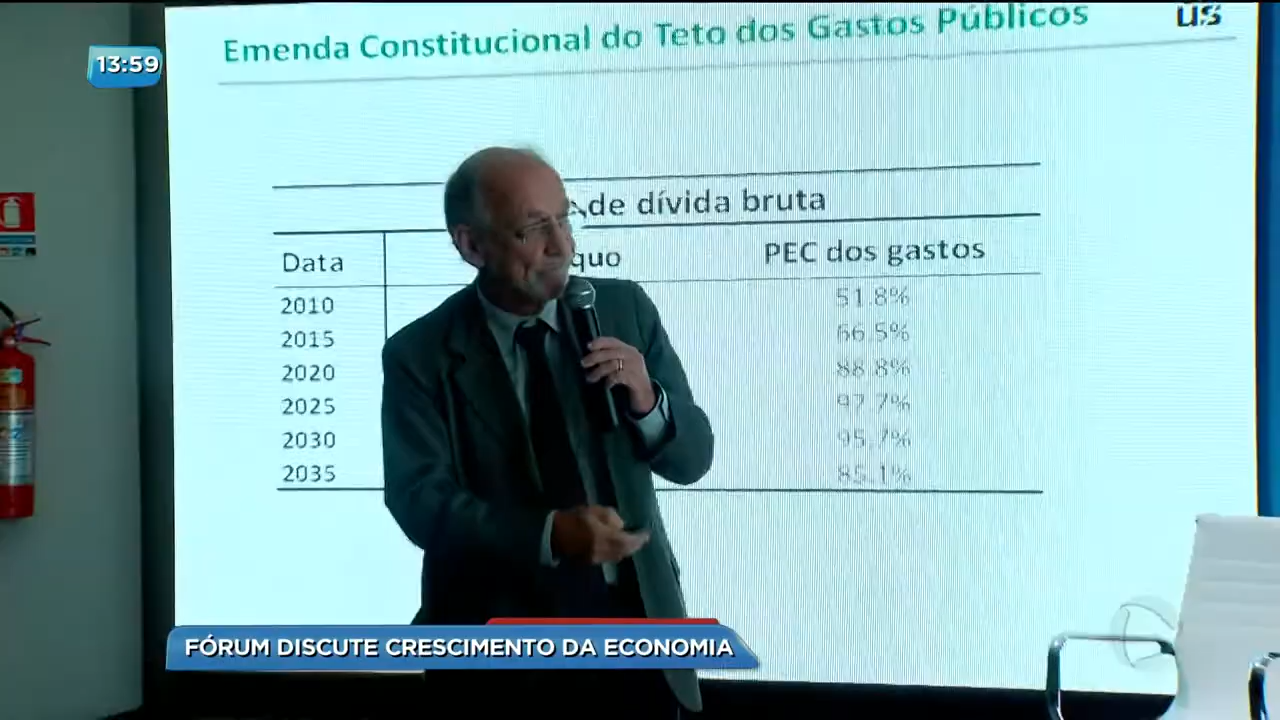 Emenda Constitucional do Teto dos Gastos Públicos
us
13:59
de dívida bruta
Data quo PEC dos gastos
2010 51.8%
2015 66.5%
2020 88.8%
2025 97.7%
2030 95.7%
2035 85.1%
FÓRUM DISCUTE CRESCIMENTO DA ECONOMIA